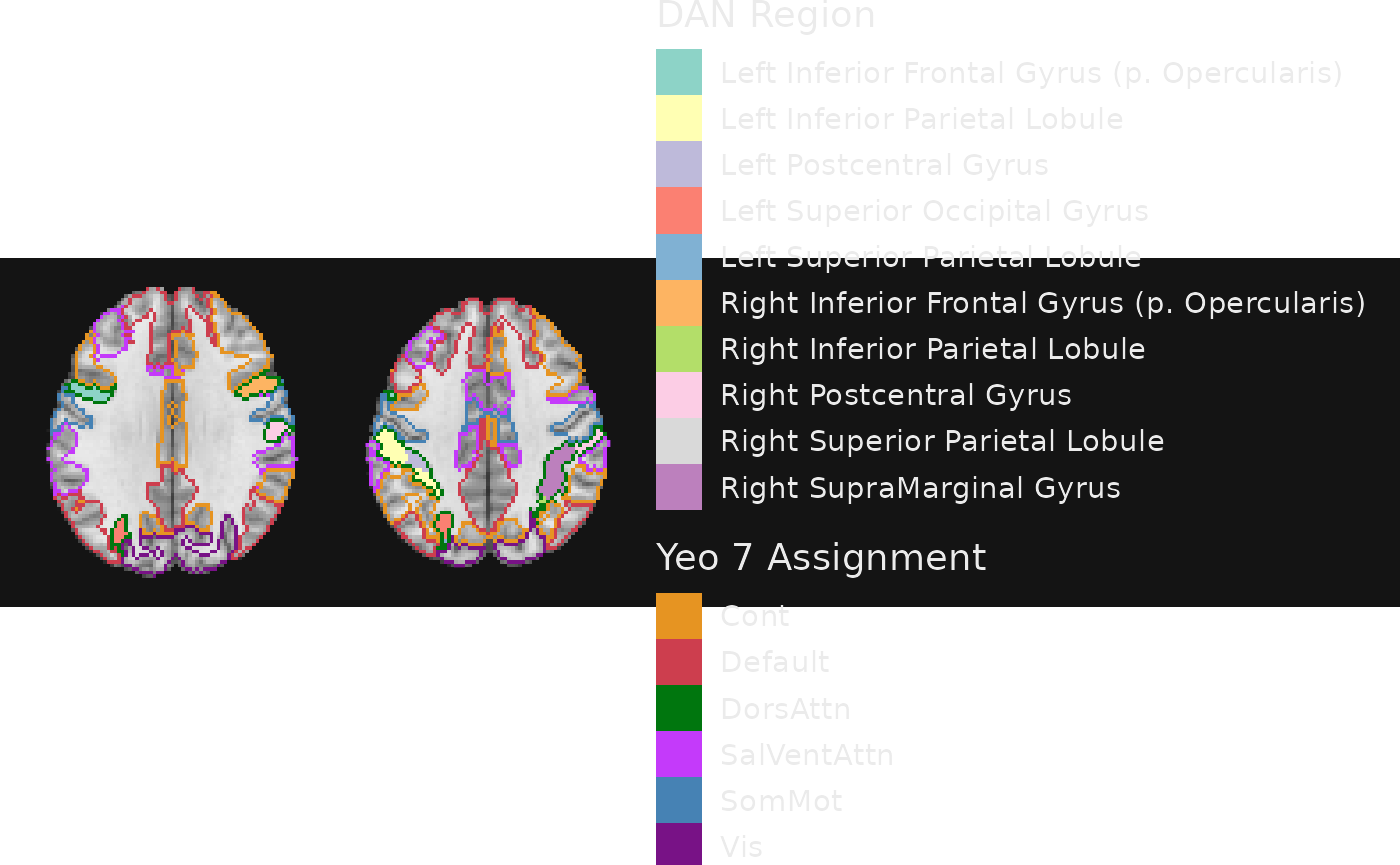 DAN Region
Left Inferior Frontal Gyrus (p. Opercularis)
Left Inferior Parietal Lobule
Left Postcentral Gyrus
Left Superior Occipital Gyrus
Left Superior Parietal Lobule
Right Inferior Frontal Gyrus (p. Opercularis)
Right Inferior Parietal Lobule
Right Postcentral Gyrus
Right Superior Parietal Lobule
Right SupraMarginal Gyrus
Yeo 7 Assignment
Cont
Default
DorsAttn
SalVentAttn
SomMot
Vis